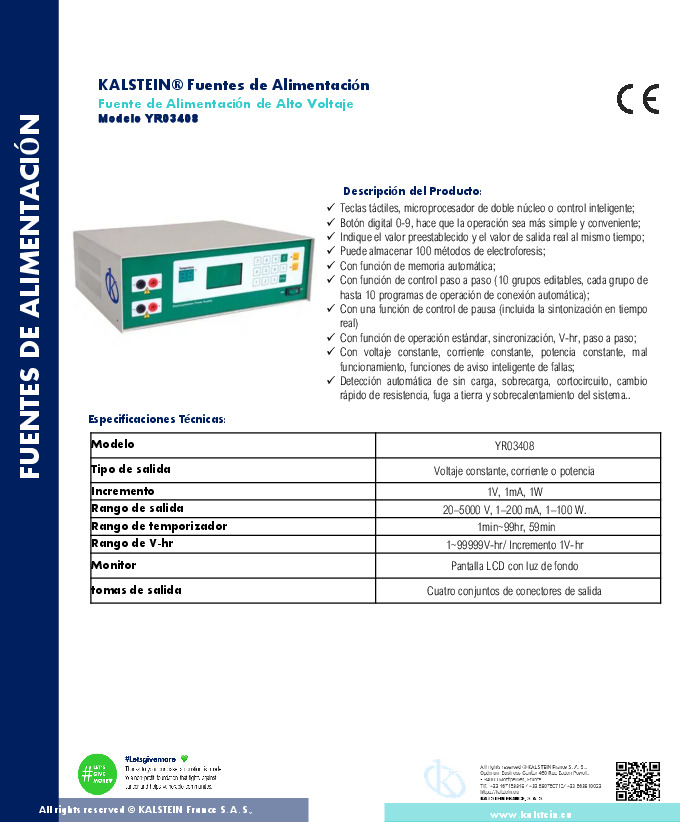 FUENTES DE ALIMENTACIÓN
KALSTEIN® Fuentes de Alimentación
Fuente de Alimentación de Alto Voltaje
Modelo YR03408
CE
Descripción del Producto:
✓ Teclas táctiles, microprocesador de doble núcleo o control inteligente;
✓ Botón digital 0-9, hace que la operación sea más simple y conveniente;
✓ Indique el valor preestablecido y el valor de salida real al mismo tiempo;
✓ Puede almacenar 100 métodos de electroforesis;
✓ Con función de memoria automática;
✓ Con función de control paso a paso (10 grupos editables, cada grupo de
hasta 10 programas de operación de conexión automática);
✓ Con una función de control de pausa (incluida la sintonización en tiempo
real)
✓ Con función de operación estándar, sincronización, V-hr, paso a paso;
✓ Con voltaje constante, corriente constante, potencia constante, mal
funcionamiento, funciones de aviso inteligente de fallas;
✓ Detección automática de sin carga, sobrecarga, cortocircuito, cambio
rápido de resistencia, fuga a tierra y sobrecalentamiento del sistema..
Especificaciones Técnicas:
Modelo YR03408
Tipo de salida Voltaje constante, corriente o potencia
Incremento 1V, 1mA, 1W
Rango de salida 20–5000 V, 1–200 mA, 1–100 W.
Rango de temporizador 1min~99hr, 59min
Rango de V-hr 1~99999V-hr/ Incremento 1V-hr
Monitor Pantalla LCD con luz de fondo
tomas de salida Cuatro conjuntos de conectores de salida
#LET'S
GIVE
MORE
#Letsgivemore
All rights reserved © KALSTEIN France S.A.S.,
KALSTEIN FRANCE, S.A.S
All rights reserved © KALSTEIN France S.A.S.,
www.kalstein.co